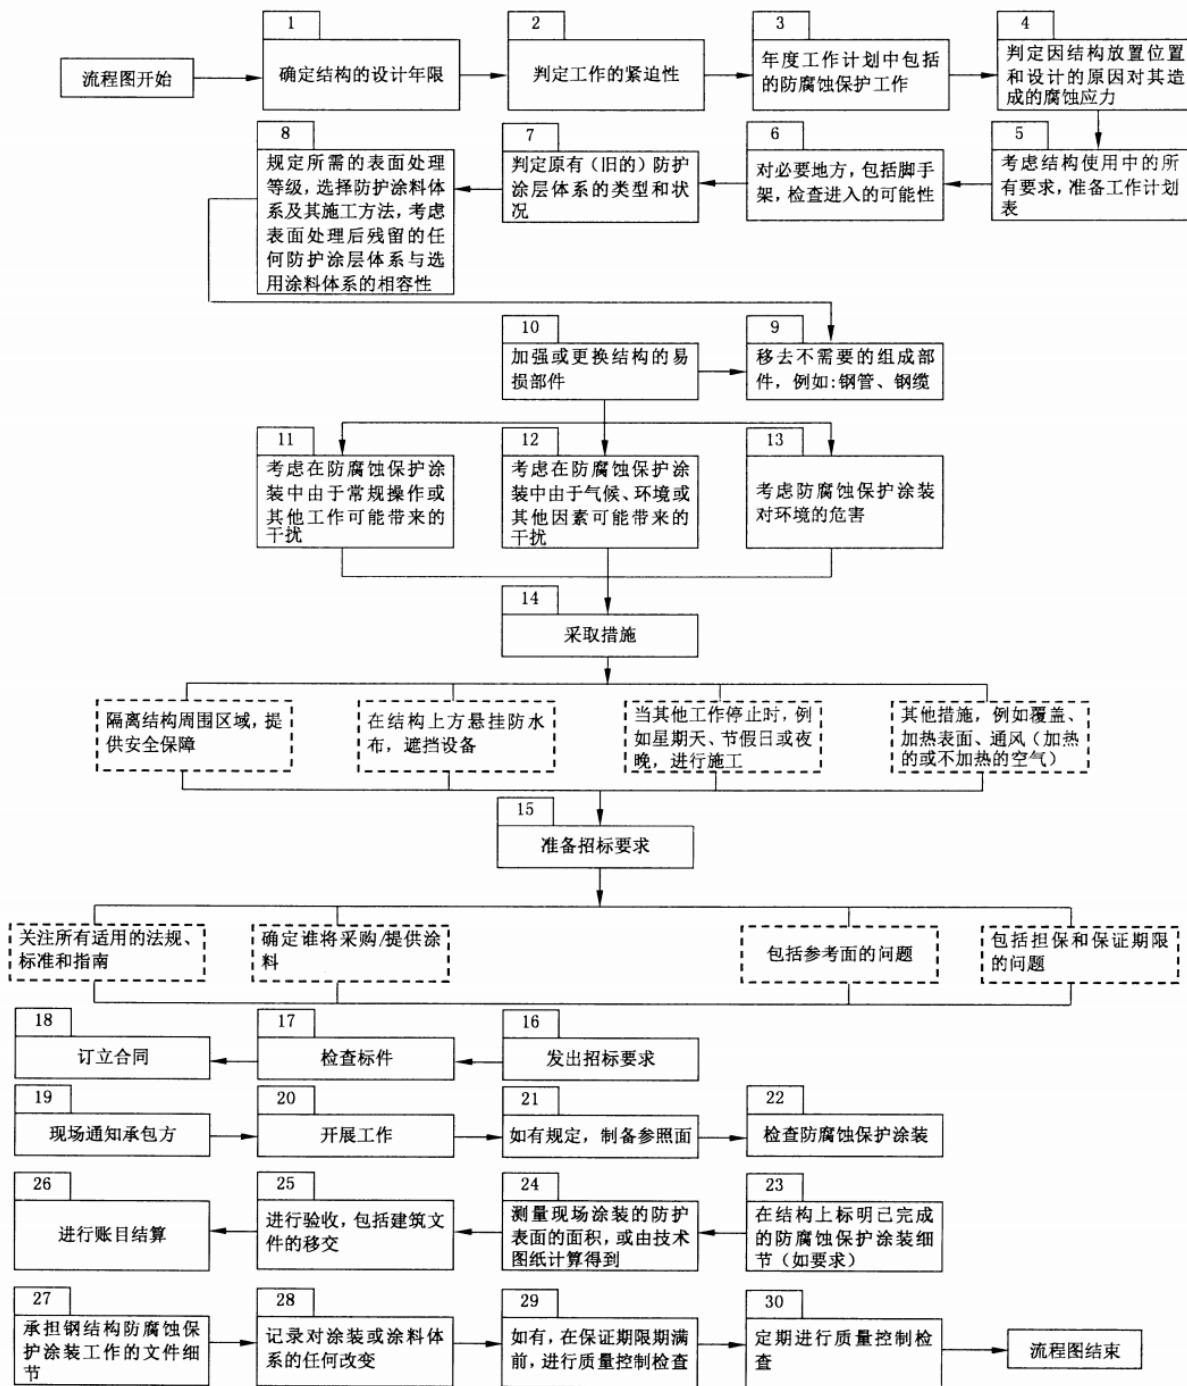 流程图开始
1
确定结构的设计年限
2
判定工作的紧迫性
3
年度工作计划中包括
的防腐蚀保护工作
4
判定因结构放置位置
和设计的原因对其造
成的腐蚀应力
5
考虑结构使用中的所
有要求，准备工作计划
表
6
对必要地方，包括脚手
架，检查进入的可能性
7
判定原有（旧的）防护
涂层体系的类型和状
况
8
规定所需的表面处理
等级，选择防护涂料体
系及其施工方法，考虑
表面处理后残留的任
何防护涂层体系与选
用涂料体系的相容性
9
移去不需要的组成部
件，例如：钢管、钢缆
10
加强或更换结构的易
损部件
11
考虑在防腐蚀保护涂
装中由于常规操作或
其他工作可能带来的
干扰
12
考虑在防腐蚀保护涂
装中由于气候、环境或
其他因素可能带来的
干扰
13
考虑防腐蚀保护涂装
对环境的危害
14
采取措施
隔离结构周围区域，提
供安全保障
在结构上方悬挂防水
布，遮挡设备
当其他工作停止时，例
如星期天、节假日或夜
晚，进行施工
其他措施，例如覆盖、
加热表面、通风（加热
的或不加热的空气）
15
准备招标要求
关注所有适用的法规、
标准和指南
确定谁将采购/提供涂
料
包括参考面的问题
包括担保和保证期限
的问题
16
发出招标要求
17
检查标件
18
订立合同
19
现场通知承包方
20
开展工作
21
如有规定，制备参照面
22
检查防腐蚀保护涂装
23
在结构上标明已完成
的防腐蚀保护涂装细
节（如要求）
24
测量现场涂装的防护
表面的面积，或由技术
图纸计算得到
25
进行验收，包括建筑文
件的移交
26
进行账目结算
27
承担钢结构防腐蚀保
护涂装工作的文件细
节
28
记录对涂装或涂料体
系的任何改变
29
如有，在保证期限期满
前，进行质量控制检查
30
定期进行质量控制检
查
流程图结束